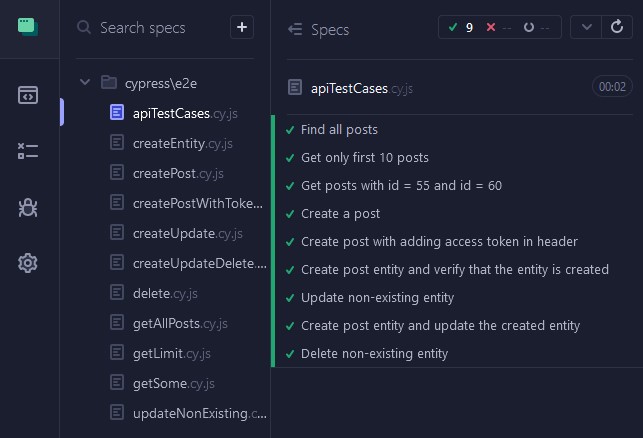 Search specs
+
cypress\e2e
apiTestCases.cy.js
createEntity.cy.js
createPost.cy.js
createPostWithToke...
createUpdate.cy.js
createUpdateDelete....
delete.cy.js
getAllPosts.cy.js
getLimit.cy.js
getSome.cy.js
updateNonExisting.c...
Specs
9 -- --
apiTestCases.cy.js 00:02
Find all posts
Get only first 10 posts
Get posts with id = 55 and id = 60
Create a post
Create post with adding access token in header
Create post entity and verify that the entity is created
Update non-existing entity
Create post entity and update the created entity
Delete non-existing entity